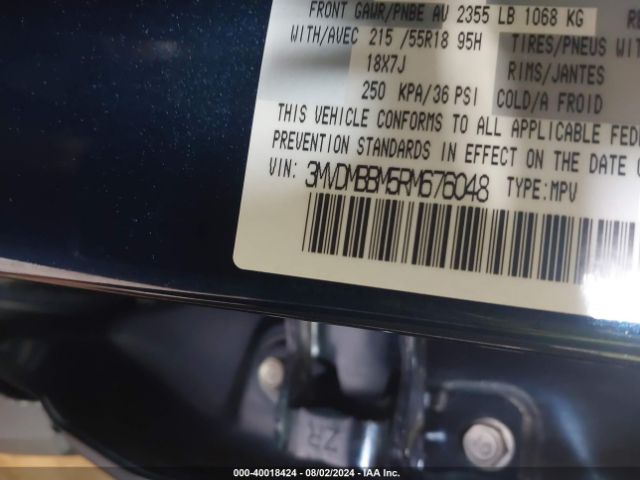 FRONT GAWR/PNBE AV 2355 LB 1068 KG
WITH/AVEC 215 /55R18 95H TIRES/PNEUS WITH
18X7J RIMS/JANTES
250 KPA/36 PSI COLD/A FROID
THIS VEHICLE CONFORMS TO ALL APPLICABLE
PREVENTION STANDARDS IN EFFECT ON THE DATE
VIN: 3MVDMBBM5RM676048 TYPE:MPV
ZR
000-40018424 - 08/02/2024 - IAA Inc.